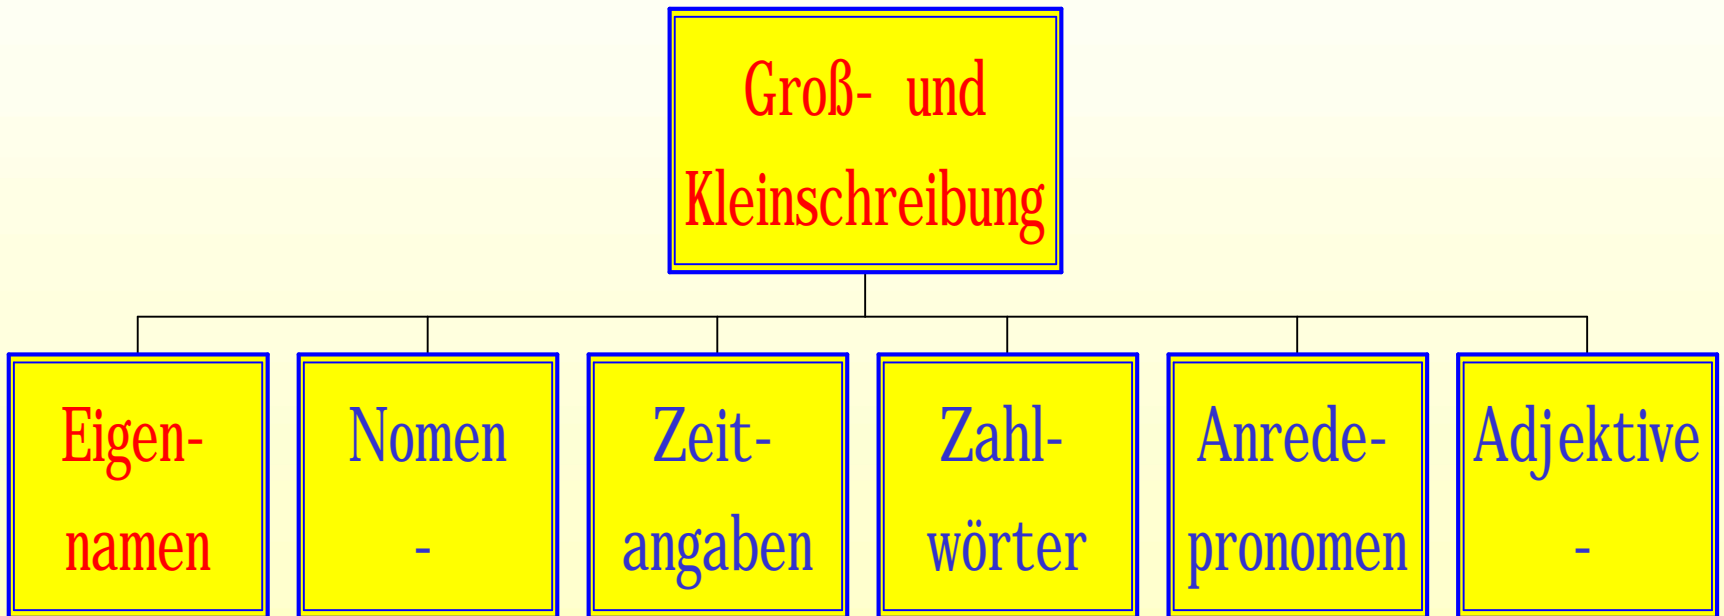 Groß- und
Kleinschreibung
Eigen-
namen
Nomen
-
Zeit-
angaben
Zahl-
wörter
Anrede-
pronomen
Adjektive
-